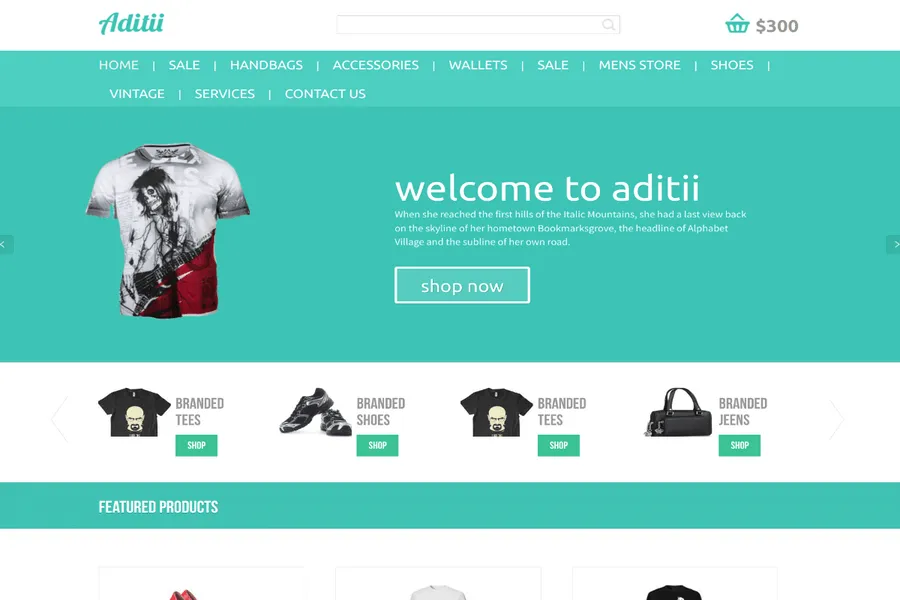 Aditii
$300
HOME | SALE | HANDBAGS | ACCESSORIES | WALLETS | SALE | MENS STORE | SHOES |
VINTAGE | SERVICES | CONTACT US
welcome to aditii
When she reached the first hills of the Italic Mountains, she had a last view back
on the skyline of her hometown Bookmarksgrove, the headline of Alphabet
Village and the subline of her own road.
shop now
BRANDED
TEES
SHOP
BRANDED
SHOES
SHOP
BRANDED
TEES
SHOP
BRANDED
JEENS
SHOP
FEATURED PRODUCTS